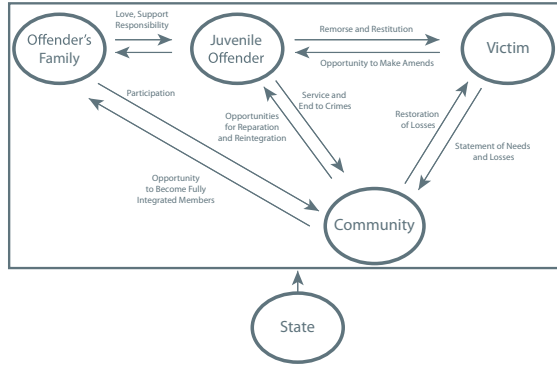 Offender's
Family
Love, Support
Responsibility
Juvenile
Offender
Remorse and Restitution
Opportunity to Make Amends
Victim
Participation
Service and
End to Crimes
Opportunities
for Reparation
and Reintegration
Restoration
of Losses
Statement of Needs
and Losses
Opportunity
to Become Fully
Integrated Members
Community
State